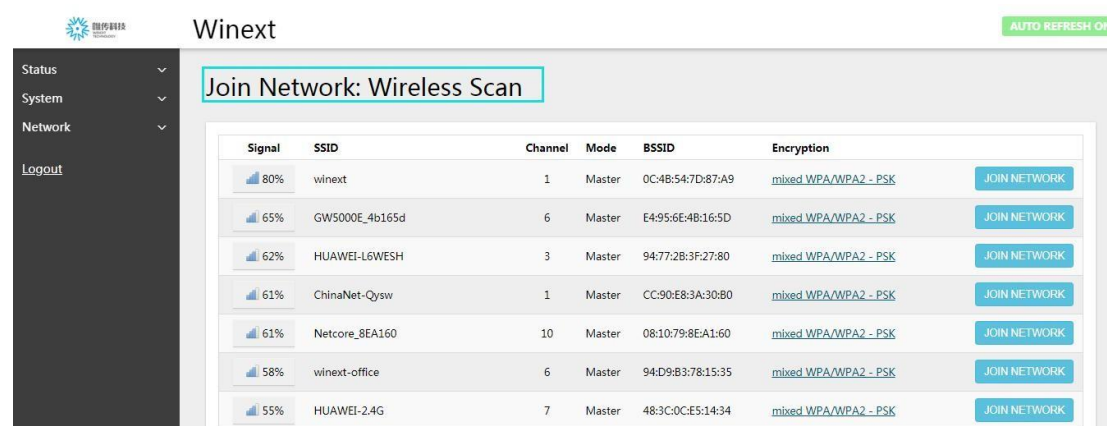 唯传科技
Winext
AUTO REFRESH ON
Status
System
Network
Logout
Join Network: Wireless Scan
Signal SSID Channel Mode BSSID Encryption
80% winext 1 Master 0C:4B:54:7D:87:A9 mixed WPA/WPA2 - PSK JOIN NETWORK
65% GW5000E_4b165d 6 Master E4:95:6E:4B:16:5D mixed WPA/WPA2 - PSK JOIN NETWORK
62% HUAWEI-L6WESH 3 Master 94:77:2B:3F:27:80 mixed WPA/WPA2 - PSK JOIN NETWORK
61% ChinaNet-Qysw 1 Master CC:90:E8:3A:30:B0 mixed WPA/WPA2 - PSK JOIN NETWORK
61% Netcore_8EA160 10 Master 08:10:79:8E:A1:60 mixed WPA/WPA2 - PSK JOIN NETWORK
58% winext-office 6 Master 94:D9:B3:78:15:35 mixed WPA/WPA2 - PSK JOIN NETWORK
55% HUAWEI-2.4G 7 Master 48:3C:0C:E5:14:34 mixed WPA/WPA2 - PSK JOIN NETWORK